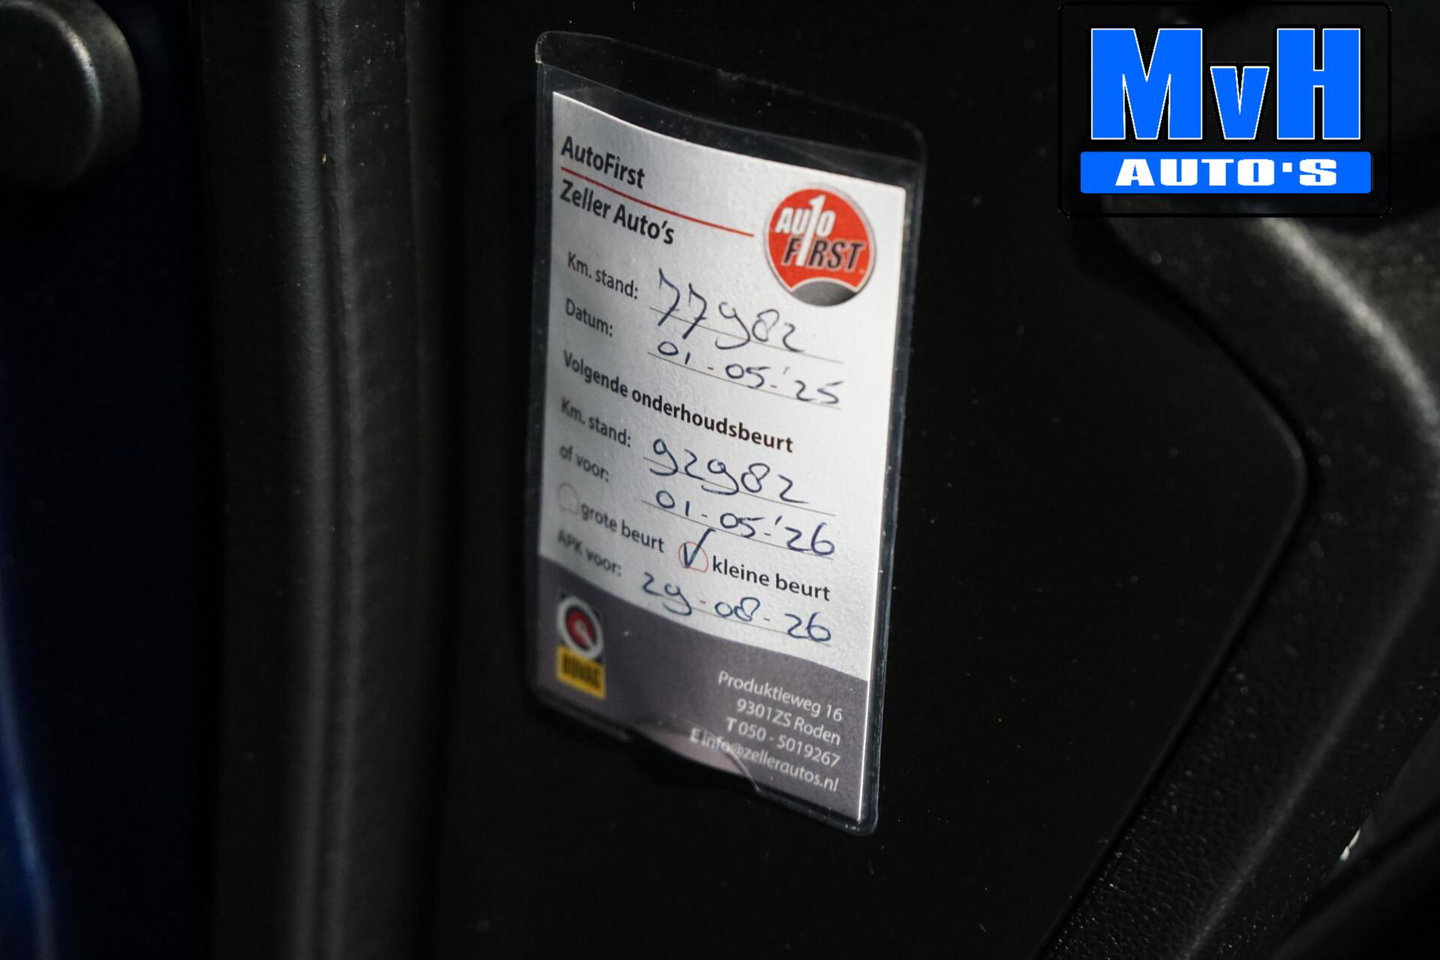 MvH
AUTO'S
AutoFirst
Zeller Auto's
AUTO
F1RST
Km. stand: 77982
Datum: 01-05-'25
Volgende onderhoudsbeurt
Km. stand: 92982
of voor: 01-05-'26
grote beurt ✓ kleine beurt
APK voor: 29-08-26
BOVAG
Produktieweg 16
9301ZS Roden
T 050 - 5019267
E info@zellerautos.nl